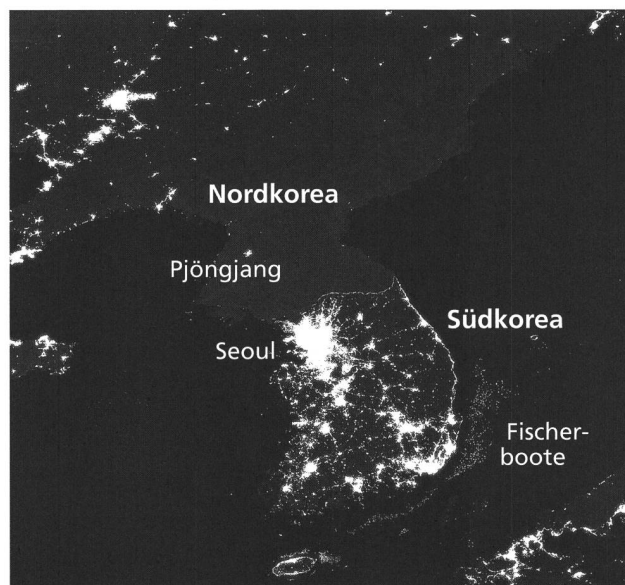 Nordkorea
Pjöngjang
Südkorea
Seoul
Fischer-
boote